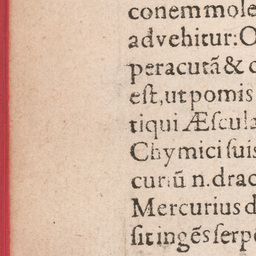 conem mole
advehitur: O
peracutã & c
est, ut pomis
tiqui Æscula
Chymici suis
curiũ n. drac
Mercurius d
sit ingẽs serpe